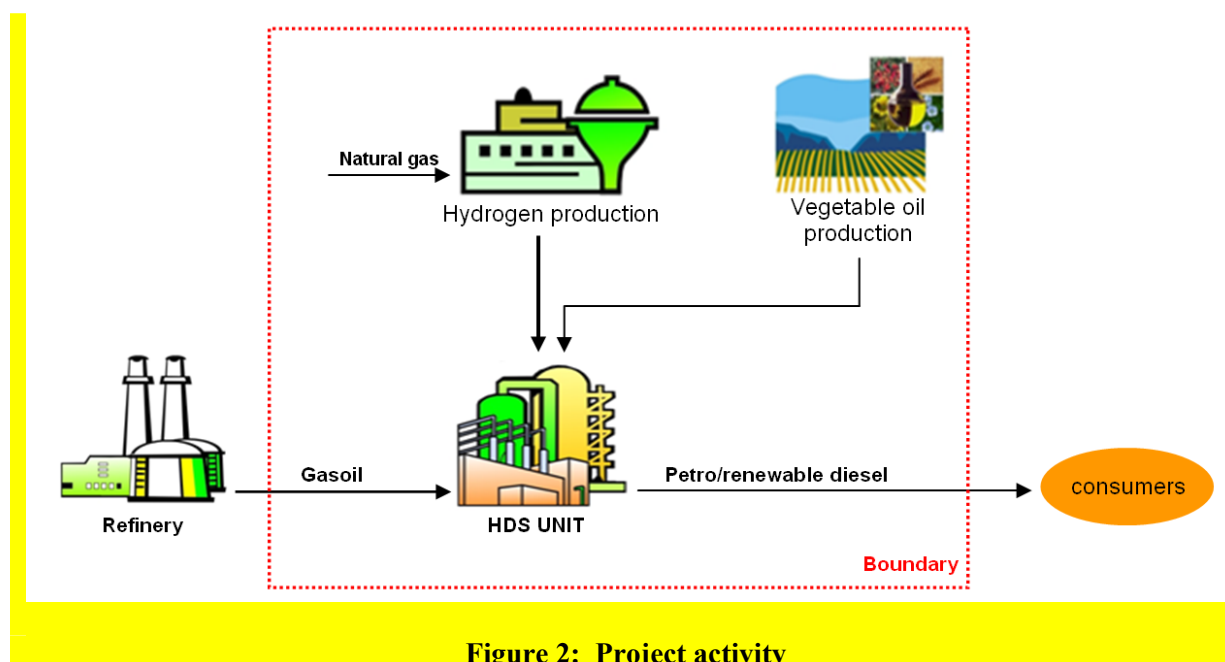 Natural gas
Hydrogen production
Vegetable oil
production
Gasoil
Petro/renewable diesel
consumers
Refinery
HDS UNIT
Boundary
Figure 2: Project activity